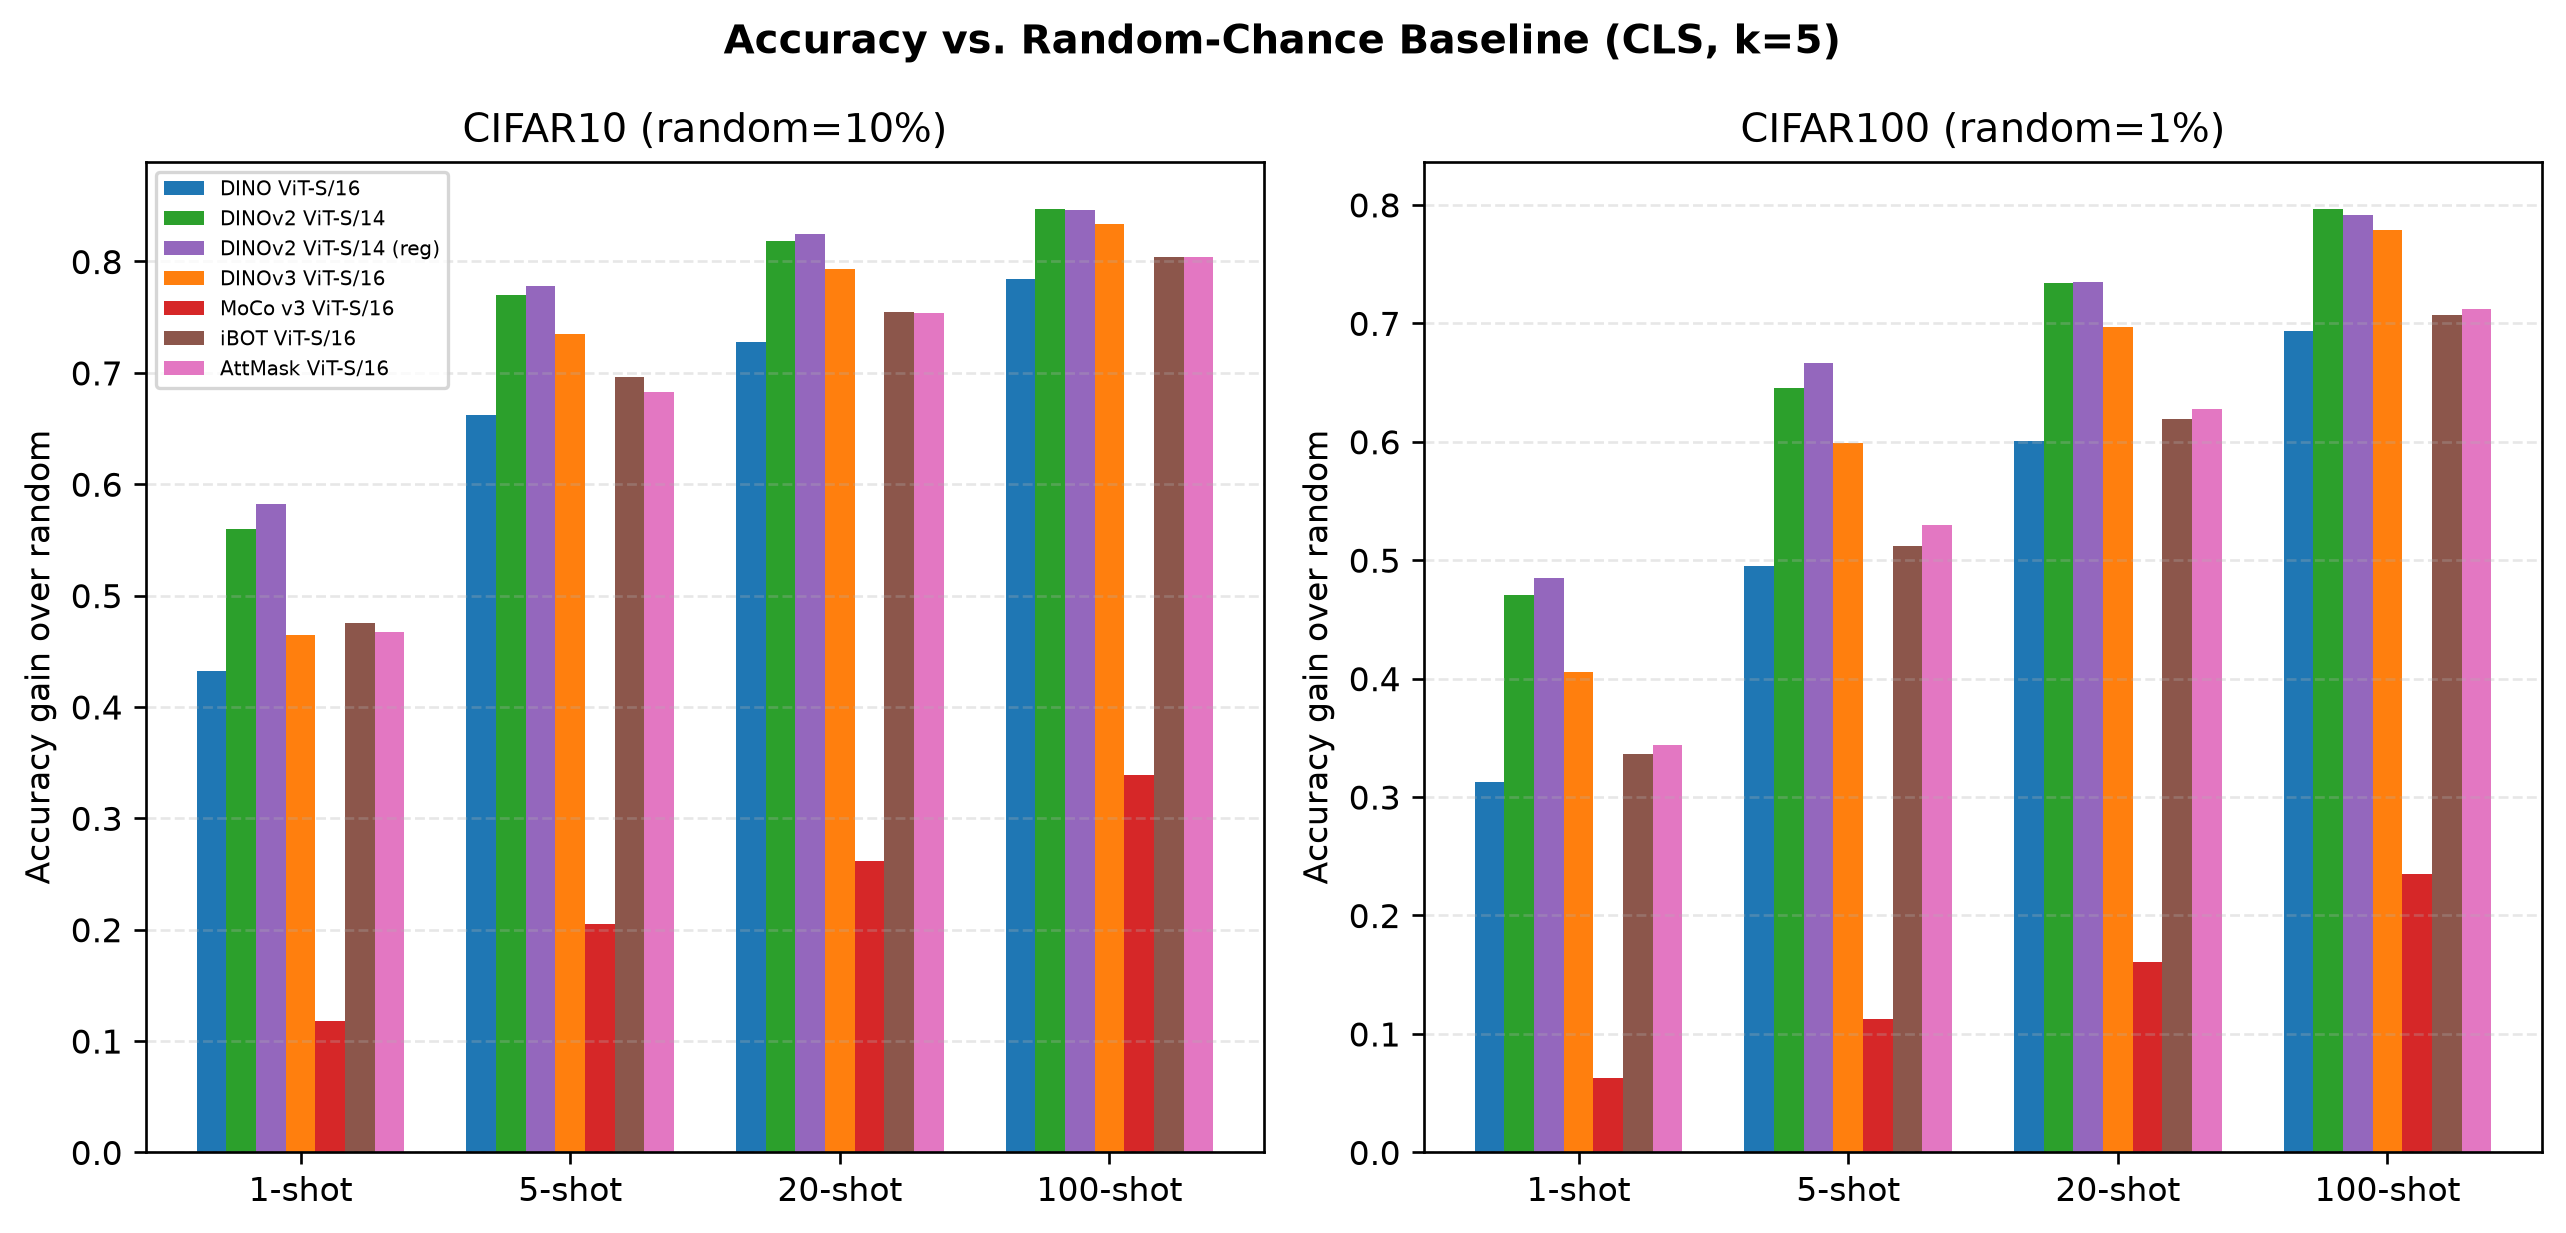 Accuracy vs. Random-Chance Baseline (CLS, k=5)
CIFAR10 (random=10%)
DINO ViT-S/16
DINOv2 ViT-S/14
DINOv2 ViT-S/14 (reg)
DINOv3 ViT-S/16
MoCo v3 ViT-S/16
iBOT ViT-S/16
AttMask ViT-S/16
Accuracy gain over random
0.8
0.7
0.6
0.5
0.4
0.3
0.2
0.1
0.0
1-shot 5-shot 20-shot 100-shot
CIFAR100 (random=1%)
Accuracy gain over random
0.8
0.7
0.6
0.5
0.4
0.3
0.2
0.1
0.0
1-shot 5-shot 20-shot 100-shot